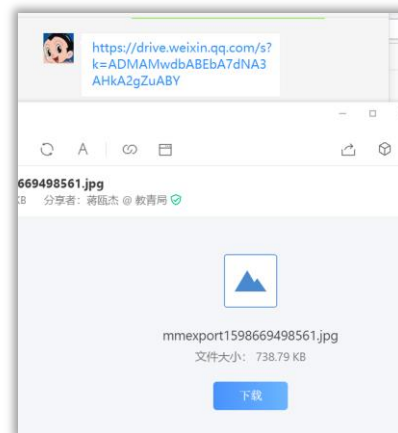 https://drive.weixin.qq.com/s?
k=ADMAMwdbABEbA7dNA3
AHkA2gZuABY
A
669498561.jpg
KB 分享者：蒋瓯杰 @ 教青局
mmexport1598669498561.jpg
文件大小： 738.79 KB
下载